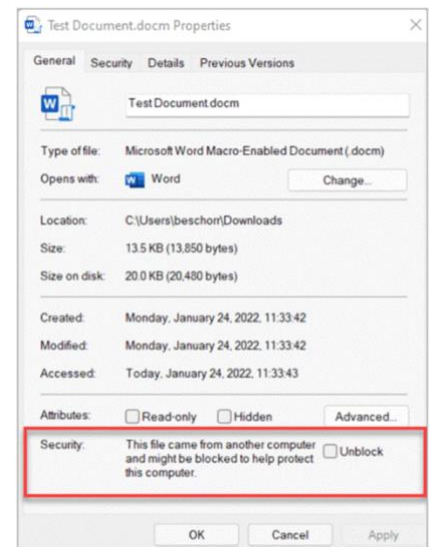 Test Document.docm Properties
General Security Details Previous Versions
Test Document.docm
Type of file: Microsoft Word Macro-Enabled Document (.docm)
Opens with: Word Change...
Location: C:\Users\beschorr\Downloads
Size: 13.5 KB (13,850 bytes)
Size on disk: 20.0 KB (20,480 bytes)
Created: Monday, January 24, 2022, 11:33:42
Modified: Monday, January 24, 2022, 11:33:42
Accessed: Today, January 24, 2022, 11:33:43
Attributes: Read-only Hidden Advanced...
Security: This file came from another computer
and might be blocked to help protect Unblock
this computer.
OK Cancel Apply